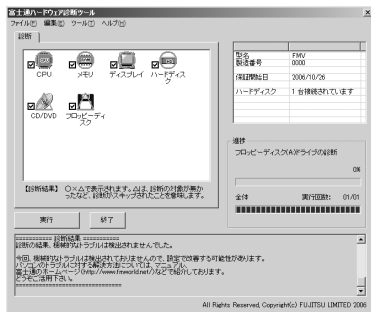 富士通ハードウェア診断ツール
ファイル(F) 編集(E) ツール(T) ヘルプ(H)
診断
CPU
メモリ
ディスプレイ
ハードディスク
CD/DVD
フロッピーディスク
【診断結果】 ○×△で表示されます。△は、診断の対象が無かったなど、診断がスキップされたことを意味します。
型名 FMV
製造番号 0000
保証開始日 2006/10/26
ハードディスク 1 台接続されています
進捗
フロッピーディスク(A)ドライブの診断
0%
全体 実行回数: 01/01
実行
終了
=========== 診断結果 ===========
診断の結果、機械的なトラブルは検出されませんでした。
今回、機械的なトラブルは検出されておりませんので、設定で改善する可能性があります。
パソコンのトラブルに対する解決方法については、マニュアル、
富士通のホームページ(http://www.fmworld.net/)などで紹介しております。
どうぞご活用下さい。
All Rights Reserved, Copyright(c) FUJITSU LIMITED 2006